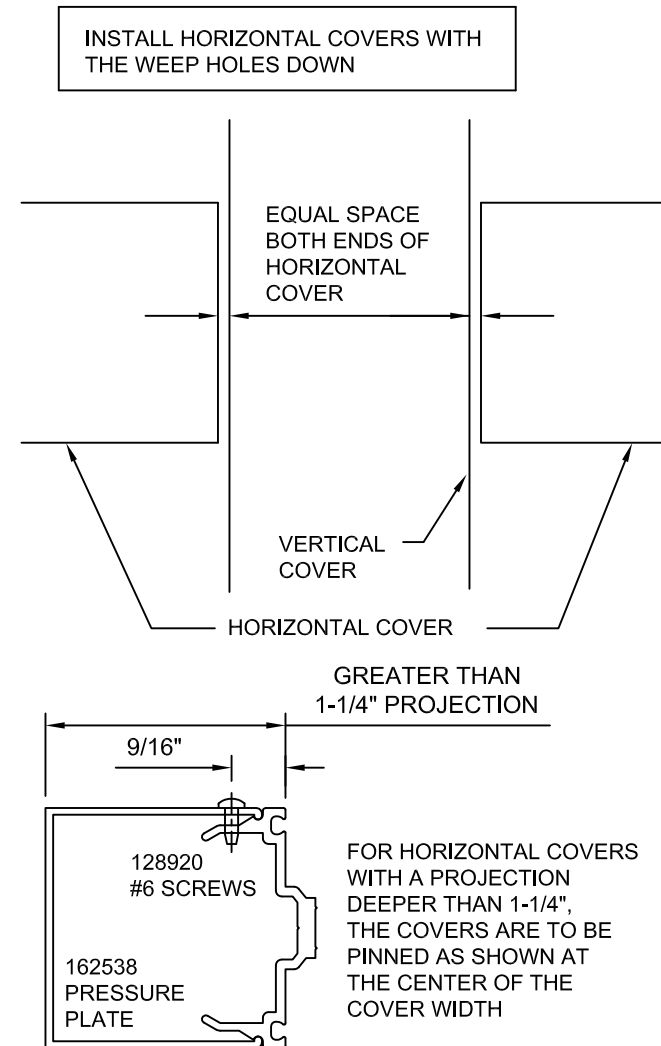 INSTALL HORIZONTAL COVERS WITH
THE WEEP HOLES DOWN
EQUAL SPACE
BOTH ENDS OF
HORIZONTAL
COVER
VERTICAL
COVER
HORIZONTAL COVER
GREATER THAN
1-1/4" PROJECTION
9/16"
128920
#6 SCREWS
162538
PRESSURE
PLATE
FOR HORIZONTAL COVERS
WITH A PROJECTION
DEEPER THAN 1-1/4",
THE COVERS ARE TO BE
PINNED AS SHOWN AT
THE CENTER OF THE
COVER WIDTH